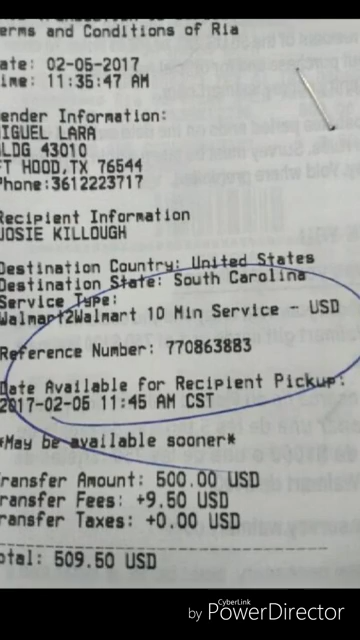 erms and Conditions of Ria
ate: 02-05-2017
ime: 11:35:47 AM
ender Information:
IGUEL LARA
LDG 43010
FT HOOD, TX 76544
Phone:3612223717
Recipient Information
JOSIE KILLOUGH
Destination Country: United States
Destination State: South Carolina
Service Type:
Walmart2Walmart 10 Min Service - USD
Reference Number: 770863883
Date Available for Recipient Pickup:
2017-02-05 11:45 AM CST
*May be available sooner*
ransfer Amount: 500.00 USD
ransfer Fees: +9.50 USD
ransfer Taxes: +0.00 USD
otal: 509.50 USD
CyberLink
by PowerDirector